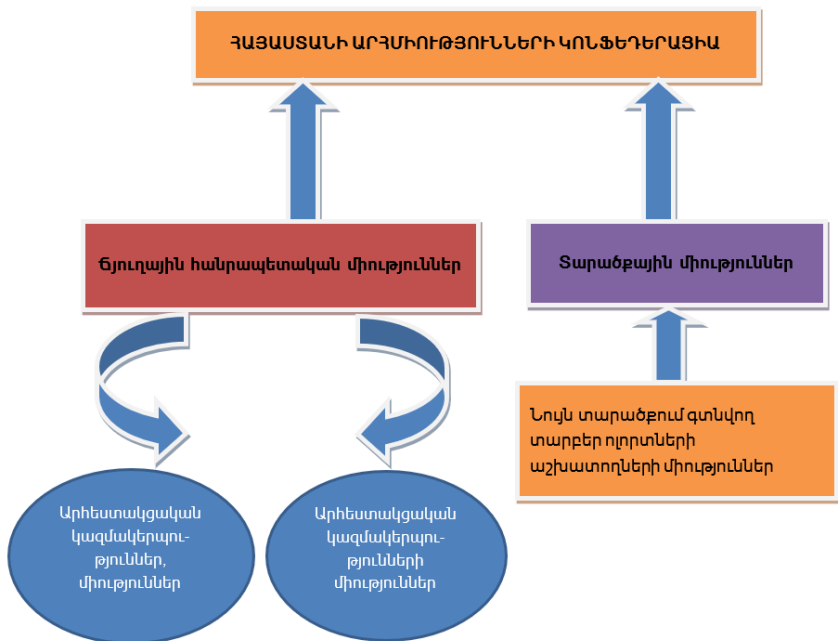 ՀԱՅԱՍՏԱՆԻ ԱՐՀՄԻՈՒԹՅՈՒՆՆԵՐԻ ԿՈՆՖԵԴԵՐԱՑԻԱ
Ճյուղային հանրապետական միություններ
Տարածքային միություններ
Նույն տարածքում գտնվող
տարբեր ոլորտների
աշխատողների միություններ
Արհեստակցական
կազմակերպու-
թյուններ,
միություններ
Արհեստակցական
կազմակերպու-
թյունների
միություններ